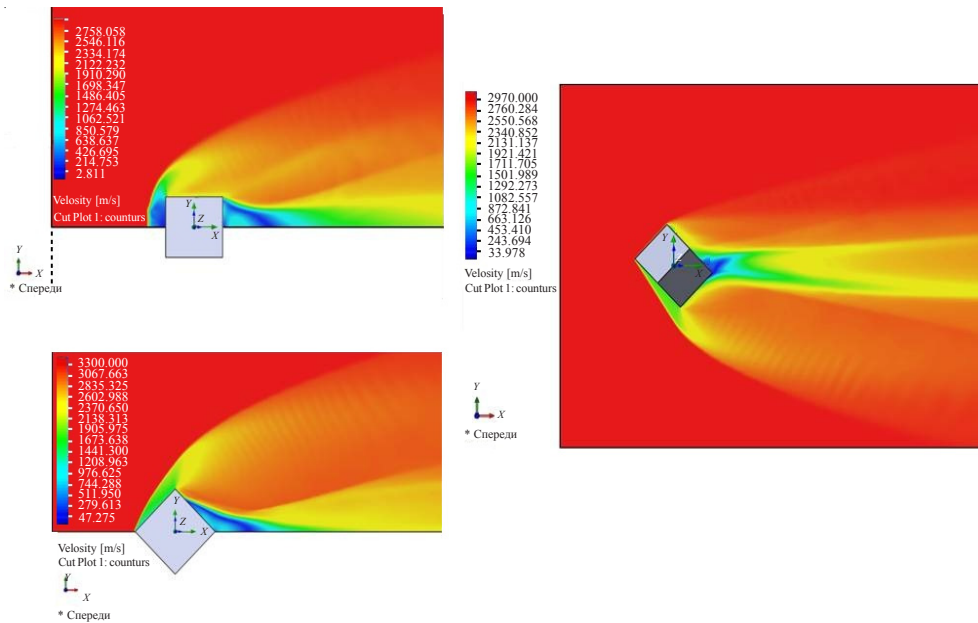 2758.058
2546.116
2334.174
2122.232
1910.290
1698.347
1486.405
1274.463
1062.521
850.579
638.637
426.695
214.753
2.811
Velosity [m/s]
Cut Plot 1: counturs
Y
Z
X
Y
X
* Спереди
3300.000
3067.663
2835.325
2602.988
2370.650
2138.313
1905.975
1673.638
1441.300
1208.963
976.625
744.288
511.950
279.613
47.275
Y
Z
X
Velosity [m/s]
Cut Plot 1: counturs
Y
X
* Спереди
2970.000
2760.284
2550.568
2340.852
2131.137
1921.421
1711.705
1501.989
1292.273
1082.557
872.841
663.126
453.410
243.694
33.978
Velosity [m/s]
Cut Plot 1: counturs
Y
X
Y
X
* Спереди